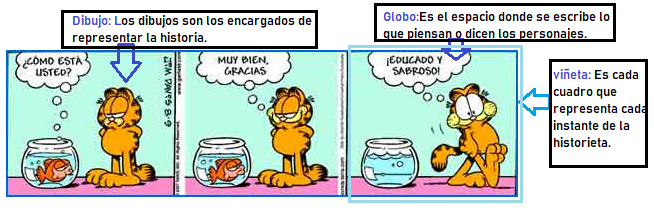 Dibujo: Los dibujos son los encargados de
representar la historia.
Globo:Es el espacio donde se escribe lo
que piensan o dicen los personajes.
¿CÓMO ESTÁ
USTED?
MUY BIEN,
GRACIAS
¡EDUCADO Y
SABROSO!
viñeta: Es cada
cuadro que
representa cada
instante de la
historieta.